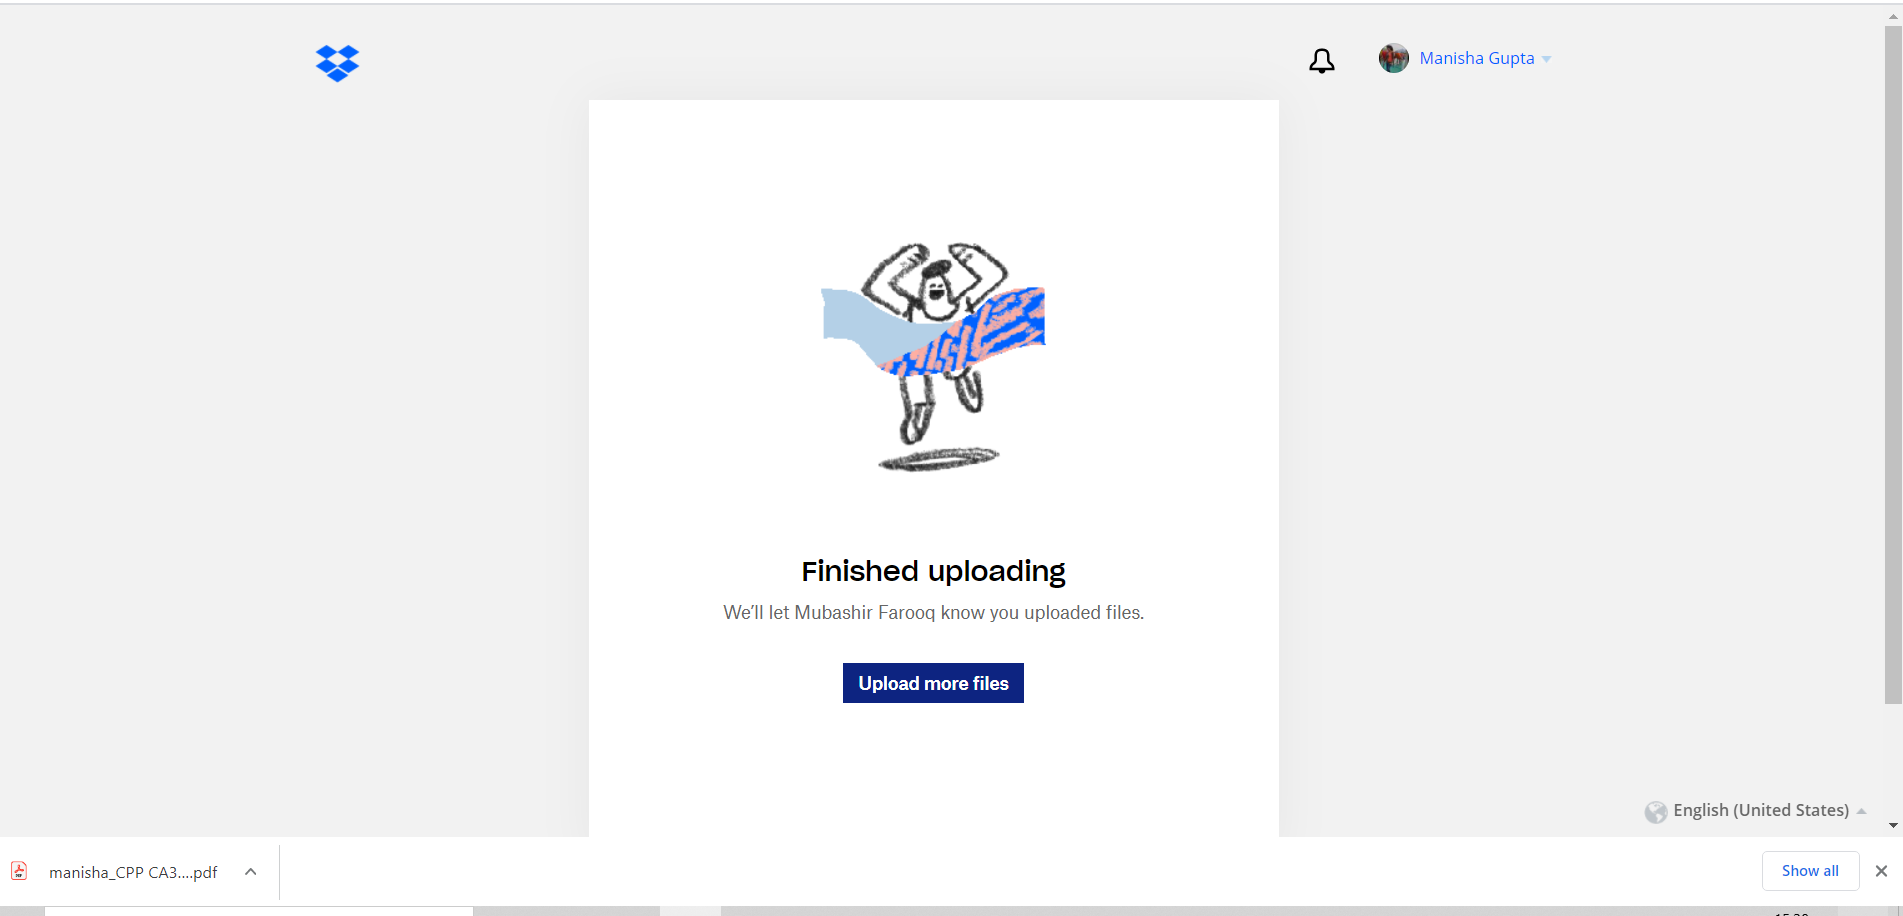 Manisha Gupta
Finished uploading
We’ll let Mubashir Farooq know you uploaded files.
Upload more files
English (United States)
manisha_CPP CA3....pdf
Show all